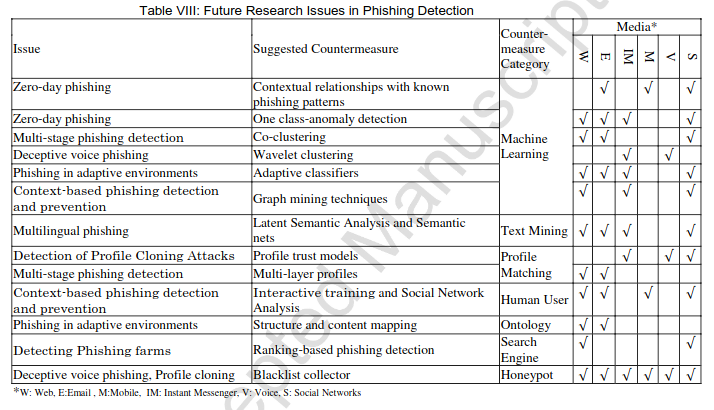 Table VIII: Future Research Issues in Phishing Detection
Issue Suggested Countermeasure Counter-measure Category Media*
W E IM M V S
Zero-day phishing Contextual relationships with known √ √ √
phishing patterns
Zero-day phishing One class-anomaly detection √ √ √ √
Multi-stage phishing detection Co-clustering Machine √ √ √
Deceptive voice phishing Wavelet clustering Learning √ √
Phishing in adaptive environments Adaptive classifiers √ √ √ √
Context-based phishing detection Graph mining techniques √ √ √
and prevention
Multilingual phishing Latent Semantic Analysis and Semantic Text Mining √ √ √ √
nets
Detection of Profile Cloning Attacks Profile trust models Profile √ √ √
Multi-stage phishing detection Multi-layer profiles Matching √ √
Context-based phishing detection Interactive training and Social Network Human User √ √ √ √
and prevention Analysis
Phishing in adaptive environments Structure and content mapping Ontology √ √
Detecting Phishing farms Ranking-based phishing detection Search √ √
Engine
Deceptive voice phishing, Profile cloning Blacklist collector Honeypot √ √ √ √ √ √
*W: Web, E:Email , M:Mobile, IM: Instant Messenger, V: Voice, S: Social Networks
cepted Manuscript